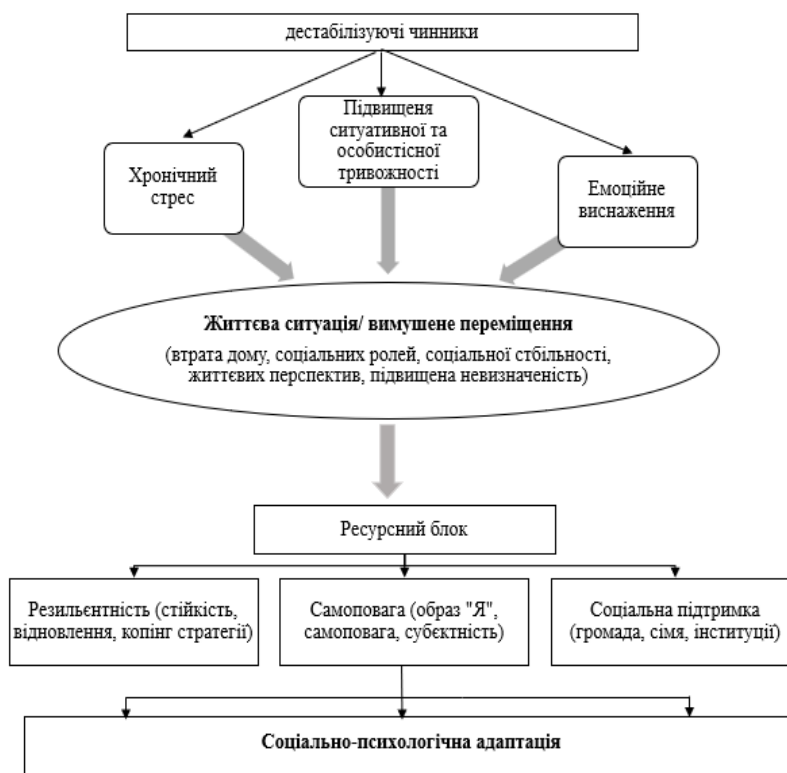 дестабілізуючі чинники
Підвищеня
ситуативної та
особистісної
тривожності
Хронічний
стрес
Емоційне
виснаження
Життєва ситуація/ вимушене переміщення
(втрата дому, соціальних ролей, соціальної стбільності,
життєвих перспектив, підвищена невизначеність)
Ресурсний блок
Резильєнтність (стійкість,
відновлення, копінг стратегії)
Самоповага (образ "Я",
самоповага, субєктність)
Соціальна підтримка
(громада, сімя, інституції)
Соціально-психологічна адаптація